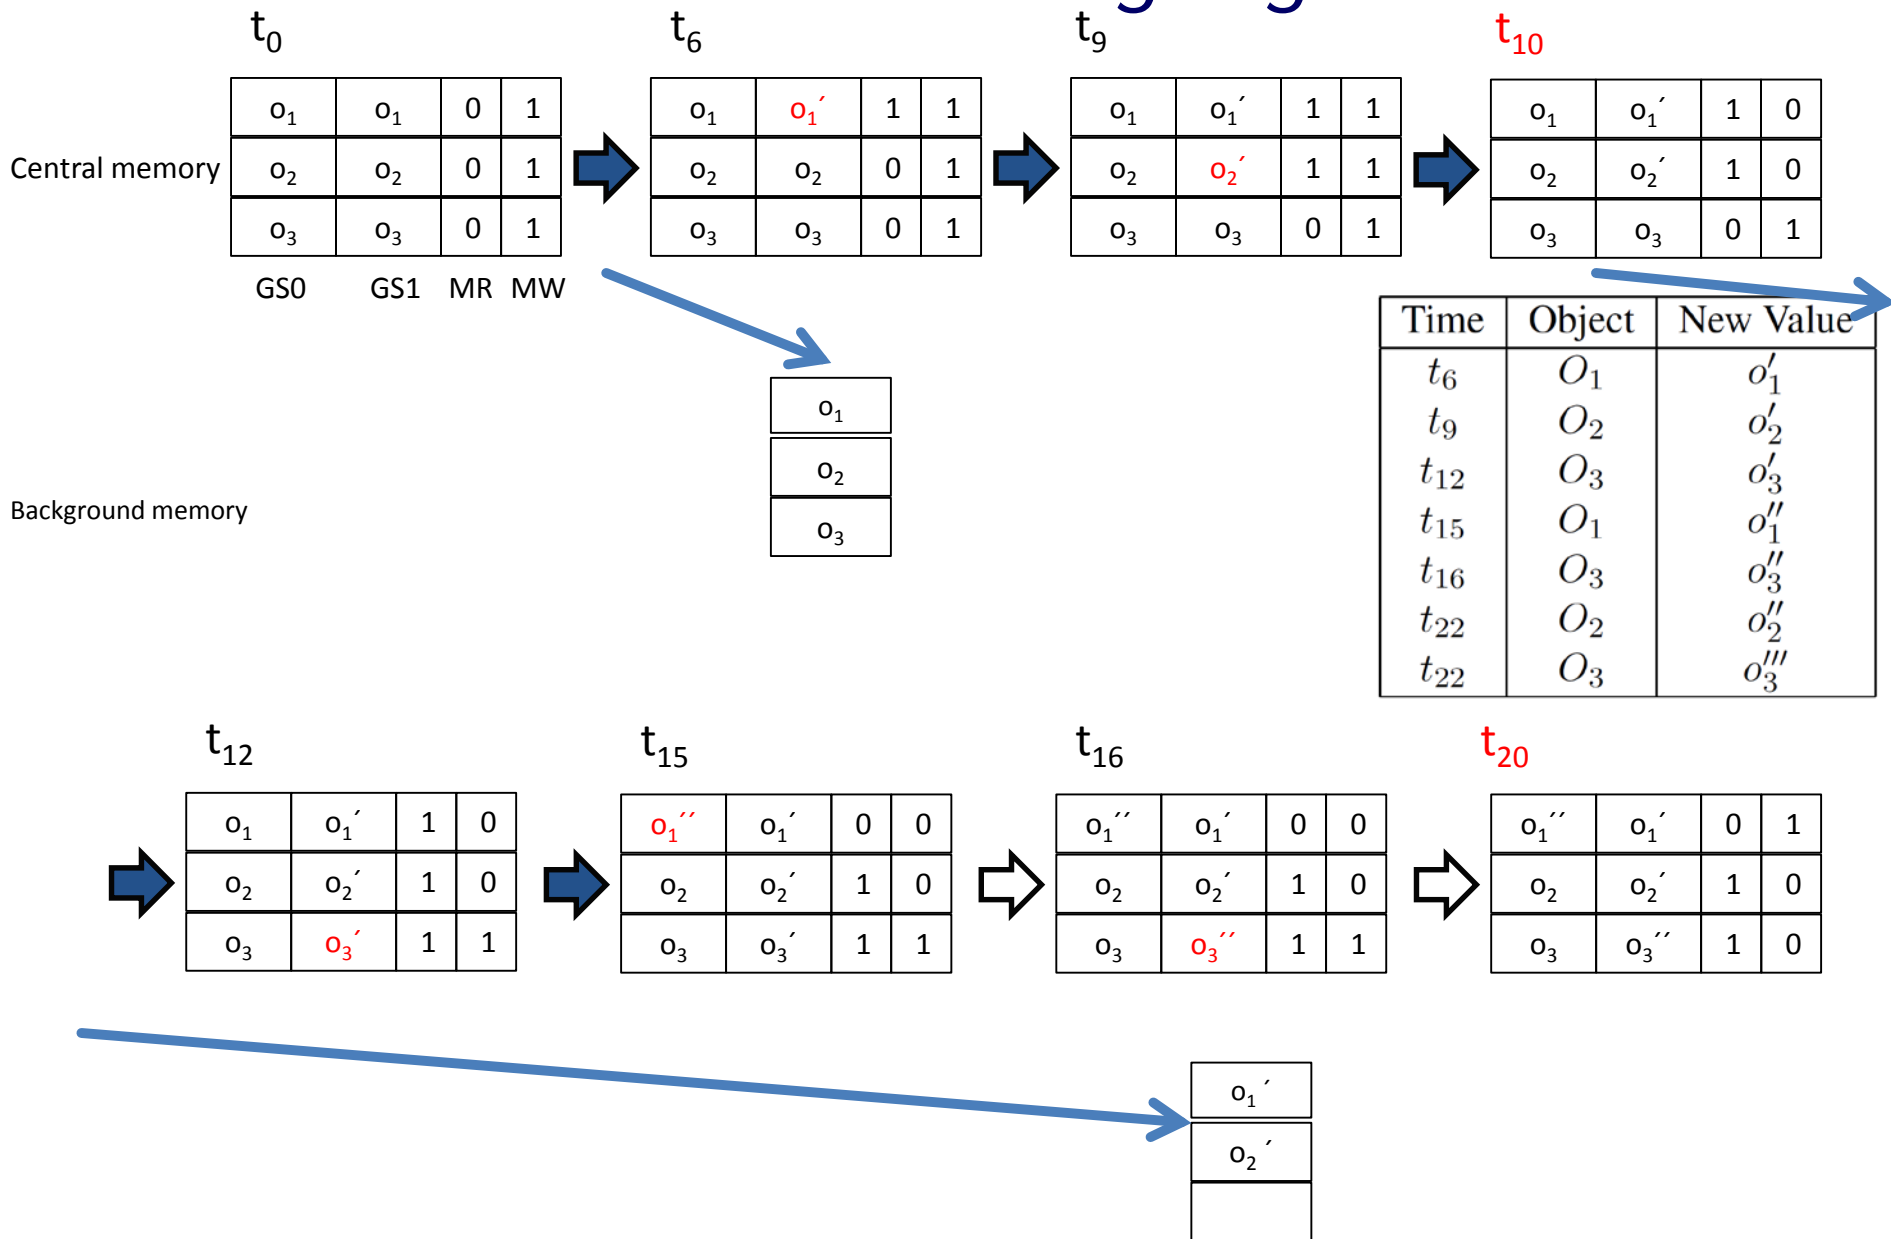 t₀ t₆ t₉ t₁₀
o₁ o₁ 0 1 o₁ o₁´ 1 1 o₁ o₁´ 1 1 o₁ o₁´ 1 0
Central memory o₂ o₂ 0 1 o₂ o₂ 0 1 o₂ o₂´ 1 1 o₂ o₂´ 1 0
o₃ o₃ 0 1 o₃ o₃ 0 1 o₃ o₃ 0 1 o₃ o₃ 0 1
GS0 GS1 MR MW
Time Object New Value
t₆ O₁ o₁′
t₉ O₂ o₂′
t₁₂ O₃ o₃′
t₁₅ O₁ o₁″
t₁₆ O₃ o₃″
t₂₂ O₂ o₂″
t₂₂ O₃ o₃‴
o₁
o₂
Background memory
o₃
t₁₂ t₁₅ t₁₆ t₂₀
o₁ o₁´ 1 0 o₁´´ o₁´ 0 0 o₁´´ o₁´ 0 0 o₁´´ o₁´ 0 1
o₂ o₂´ 1 0 o₂ o₂´ 1 0 o₂ o₂´ 1 0 o₂ o₂´ 1 0
o₃ o₃´ 1 1 o₃ o₃´ 1 1 o₃ o₃´´ 1 1 o₃ o₃´´ 1 0
o₁´
o₂´